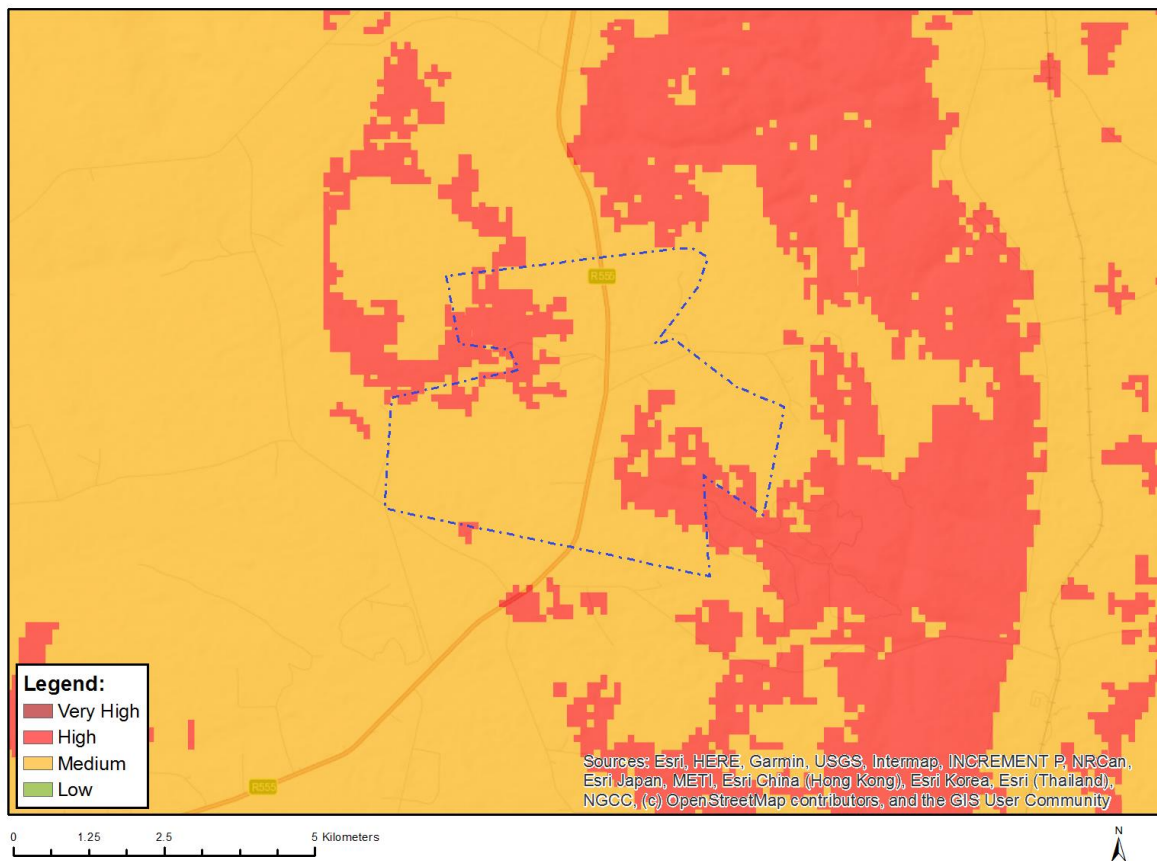 R555
Legend:
Very High
High
Medium
Low
R555
Sources: Esri, HERE, Garmin, USGS, Intermap, INCREMENT P, NRCan,
Esri Japan, METI, Esri China (Hong Kong), Esri Korea, Esri (Thailand),
NGCC, (c) OpenStreetMap contributors, and the GIS User Community
0 1.25 2.5 5 Kilometers
N